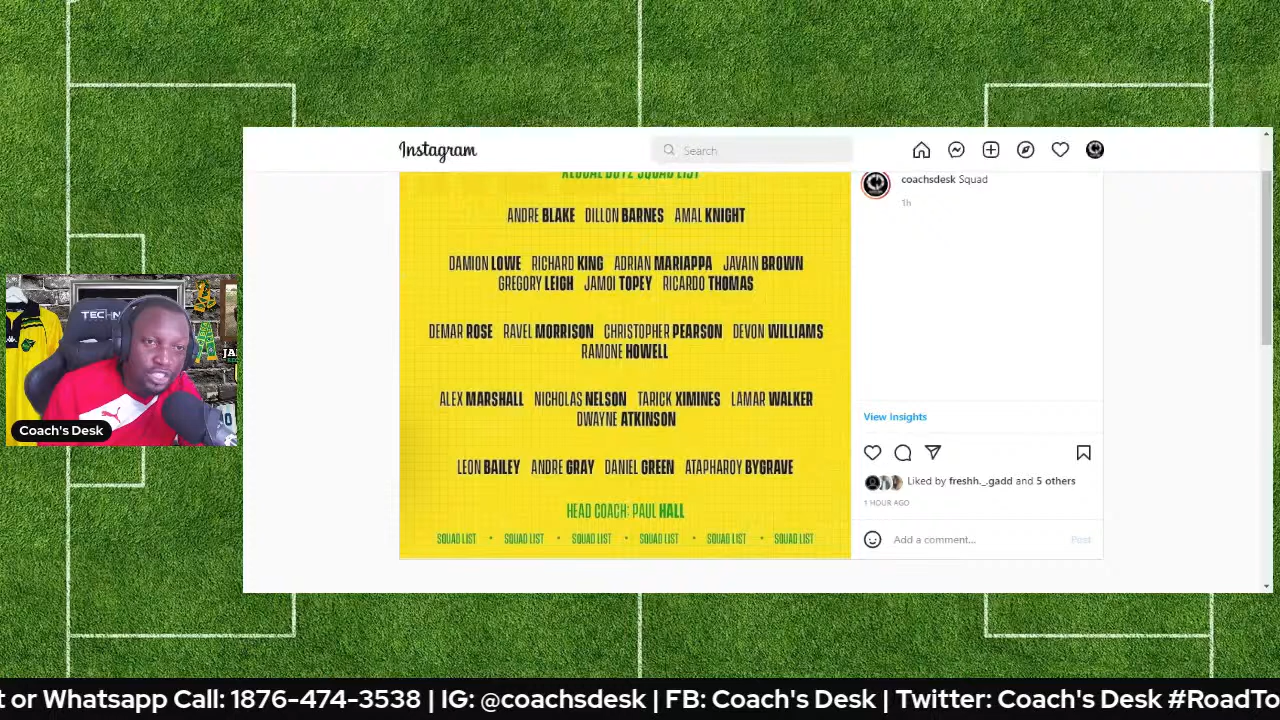 Instagram
Search
REGGAE BOYZ SQUAD LIST
coachsdesk Squad
1h
ANDRE BLAKE DILLON BARNES AMAL KNIGHT
DAMION LOWE RICHARD KING ADRIAN MARIAPPA JAVAIN BROWN
GREGORY LEIGH JAMOI TOPEY RICARDO THOMAS
DEMAR ROSE RAVEL MORRISON CHRISTOPHER PEARSON DEVON WILLIAMS
RAMONE HOWELL
ALEX MARSHALL NICHOLAS NELSON TARICK XIMINES LAMAR WALKER
DWAYNE ATKINSON
LEON BAILEY ANDRE GRAY DANIEL GREEN ATAPHAROY BYGRAVE
HEAD COACH: PAUL HALL
SQUAD LIST • SQUAD LIST • SQUAD LIST • SQUAD LIST • SQUAD LIST • SQUAD LIST
View Insights
Liked by freshh._.gadd and 5 others
1 HOUR AGO
Add a comment...
Post
TECHN
Coach's Desk
t or Whatsapp Call: 1876-474-3538 | IG: @coachsdesk | FB: Coach's Desk | Twitter: Coach's Desk #RoadTo